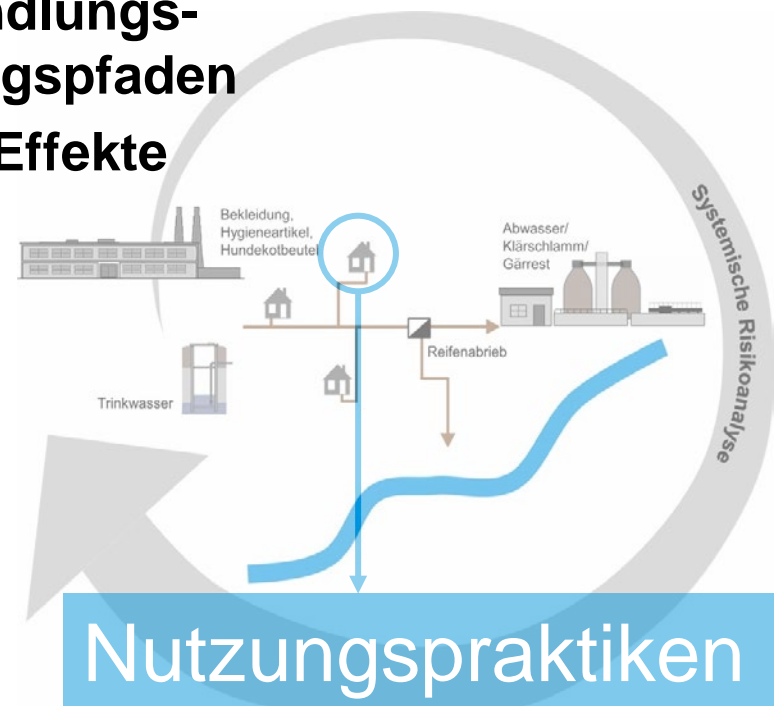 ndlungs-
gspfaden
Effekte
Bekleidung,
Hygieneartikel,
Hundekotbeutel
Abwasser/
Klärschlamm/
Gärrest
Systemische Risikoanalyse
Reifenabrieb
Trinkwasser
Nutzungspraktiken